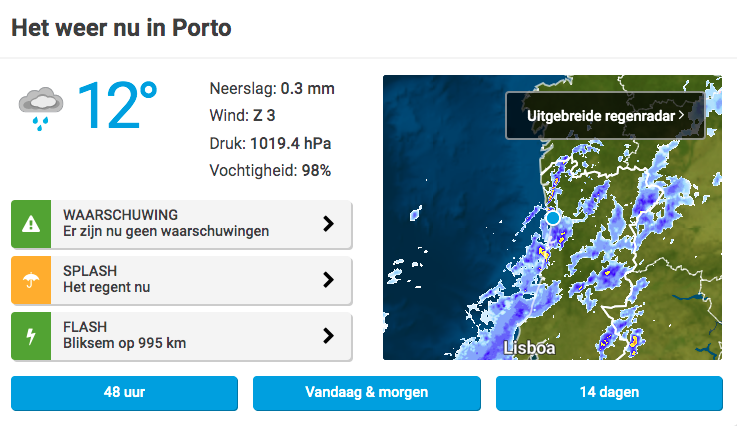 Het weer nu in Porto
12°
Neerslag: 0.3 mm
Wind: Z 3
Druk: 1019.4 hPa
Vochtigheid: 98%
Uitgebreide regenradar >
WAARSCHUWING
Er zijn nu geen waarschuwingen
SPLASH
Het regent nu
FLASH
Bliksem op 995 km
Lisboa
48 uur
Vandaag & morgen
14 dagen